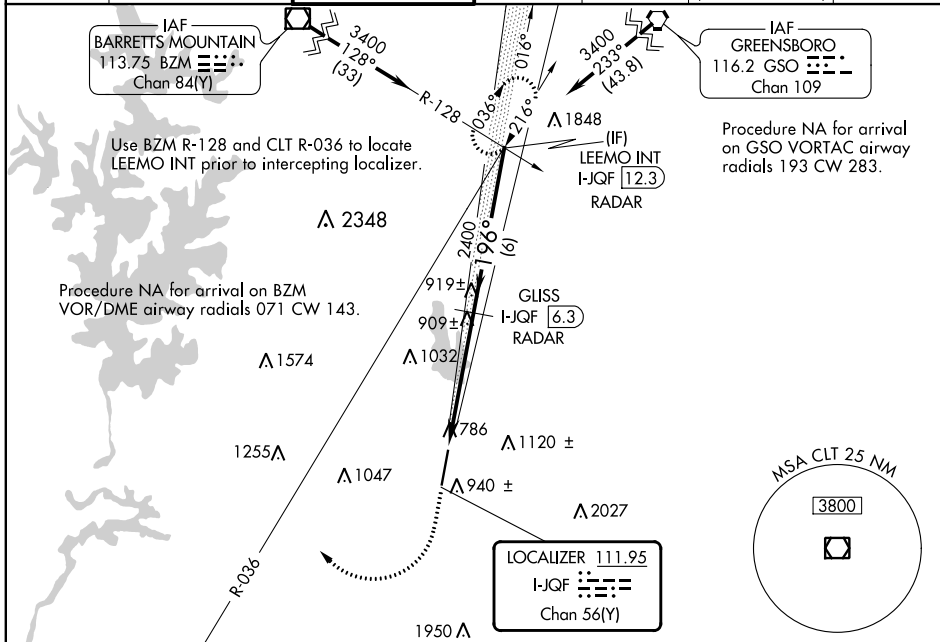 IAF
BARRETTS MOUNTAIN
113.75 BZM
Chan 84(Y)
3400
128°
(33)
R-128
036°
216°
016°
3400
233°
(43.8)
IAF
GREENSBORO
116.2 GSO
Chan 109
1848
(IF)
LEEMO INT
I-JQF 12.3
RADAR
Use BZM R-128 and CLT R-036 to locate
LEEMO INT prior to intercepting localizer.
Procedure NA for arrival
on GSO VORTAC airway
radials 193 CW 283.
2348
2400
196°
(6)
Procedure NA for arrival on BZM
VOR/DME airway radials 071 CW 143.
919±
909±
GLISS
I-JQF 6.3
RADAR
1574
1032
786
1120 ±
1255
1047
940 ±
2027
R-036
LOCALIZER 111.95
I-JQF
Chan 56(Y)
1950
MSA CLT 25 NM
3800